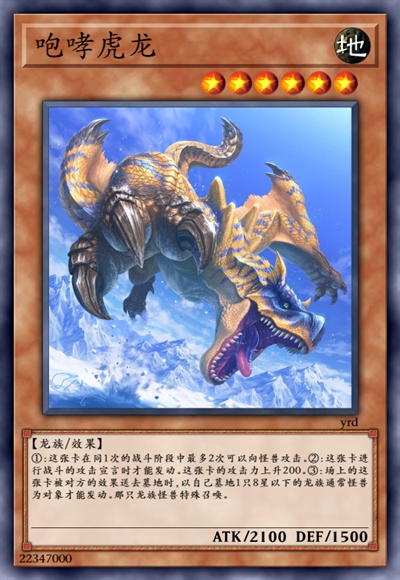 咆哮虎龙
地
yrd
【龙族/效果】
①:这张卡在同1次的战斗阶段中最多2次可以向怪兽攻击。②:这张卡进
行战斗的攻击宣言时才能发动。这张卡的攻击力上升200。③:场上的这
张卡被对方的效果送去墓地时,以自己墓地1只8星以下的龙族通常怪兽
为对象才能发动。那只龙族怪兽特殊召唤。
ATK/2100 DEF/1500
22347000